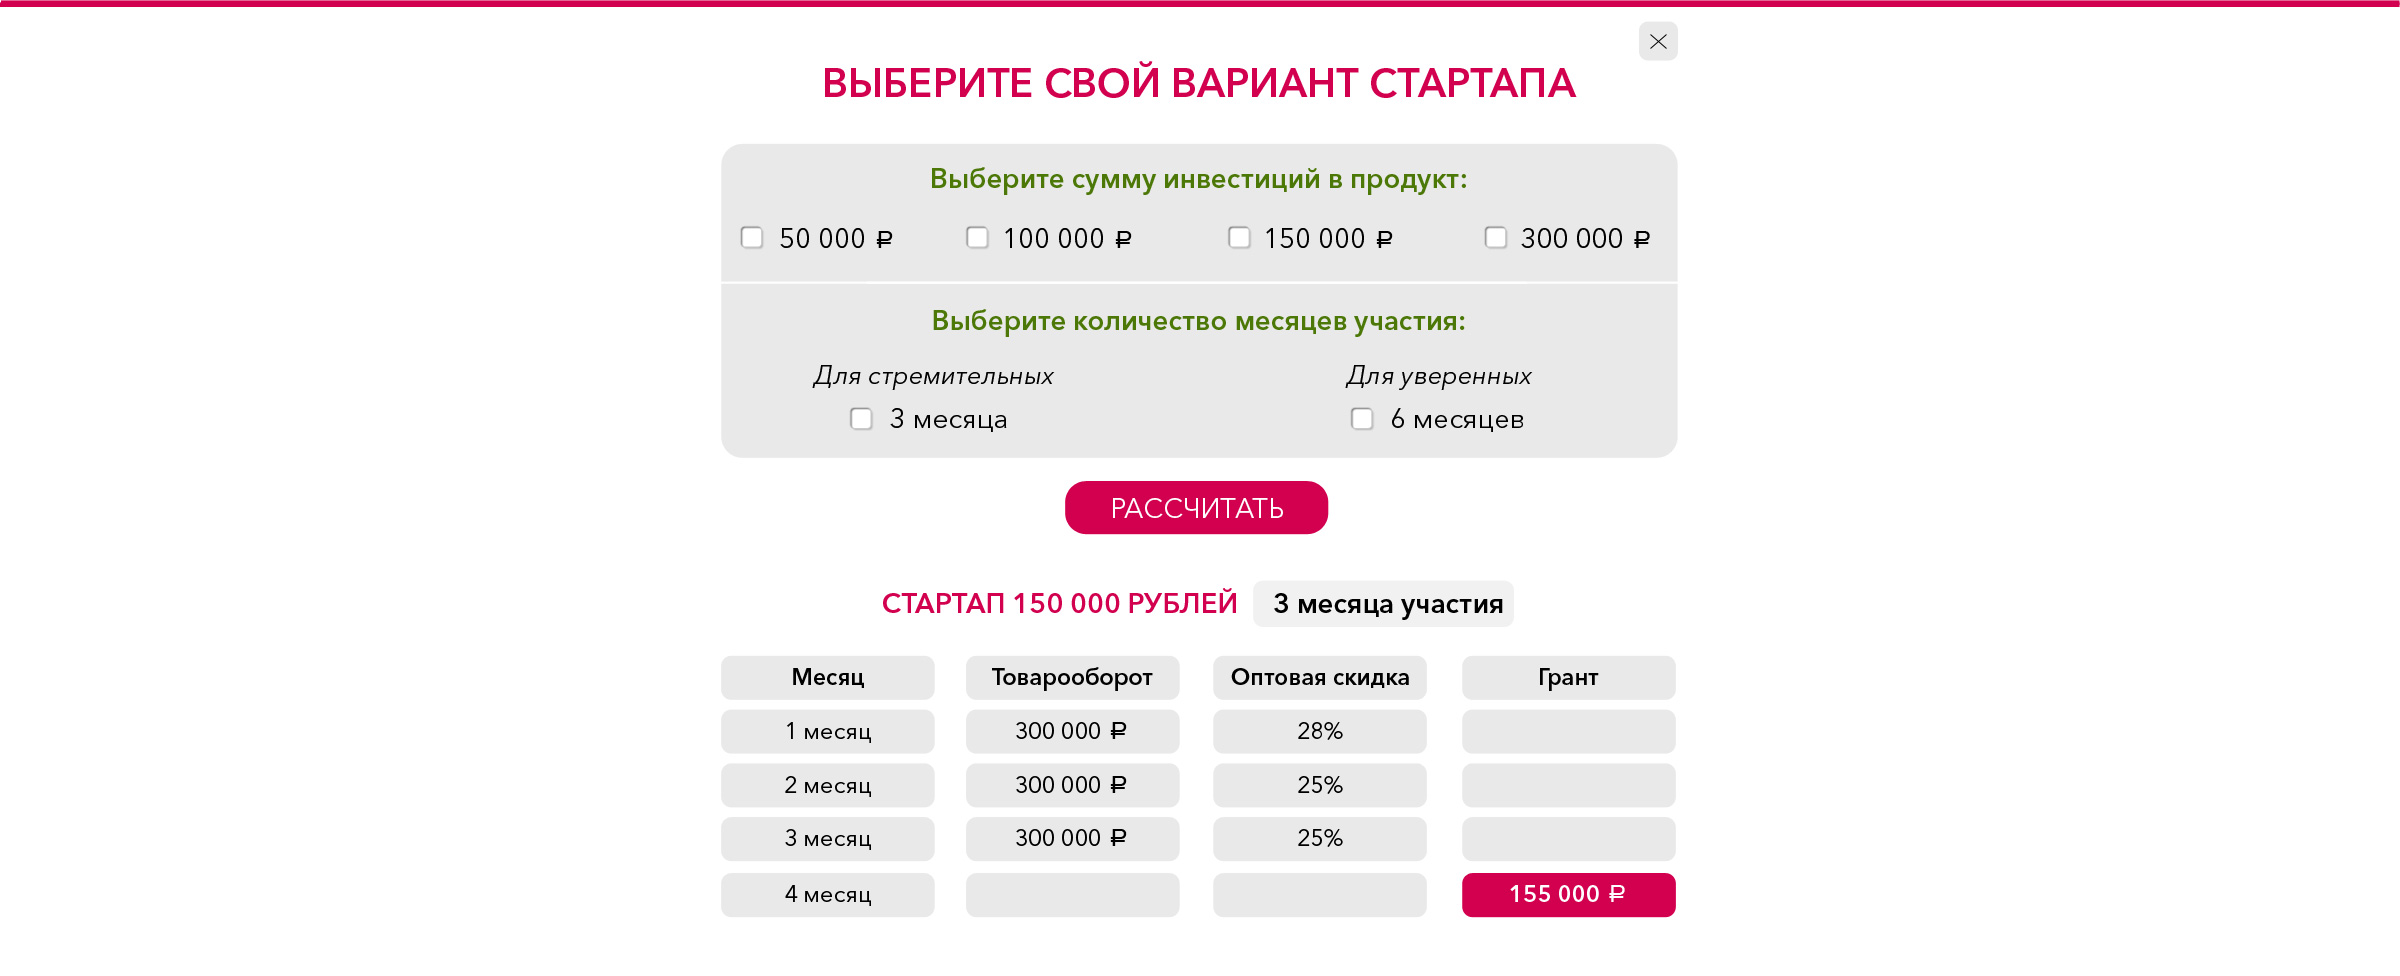 ВЫБЕРИТЕ СВОЙ ВАРИАНТ СТАРТАПА
Выберите сумму инвестиций в продукт:
50 000 ₽ 100 000 ₽ 150 000 ₽ 300 000 ₽
Выберите количество месяцев участия:
Для стремительных Для уверенных
3 месяца 6 месяцев
РАССЧИТАТЬ
СТАРТАП 150 000 РУБЛЕЙ 3 месяца участия
Месяц Товарооборот Оптовая скидка Грант
1 месяц 300 000 ₽ 28%
2 месяц 300 000 ₽ 25%
3 месяц 300 000 ₽ 25%
4 месяц 155 000 ₽